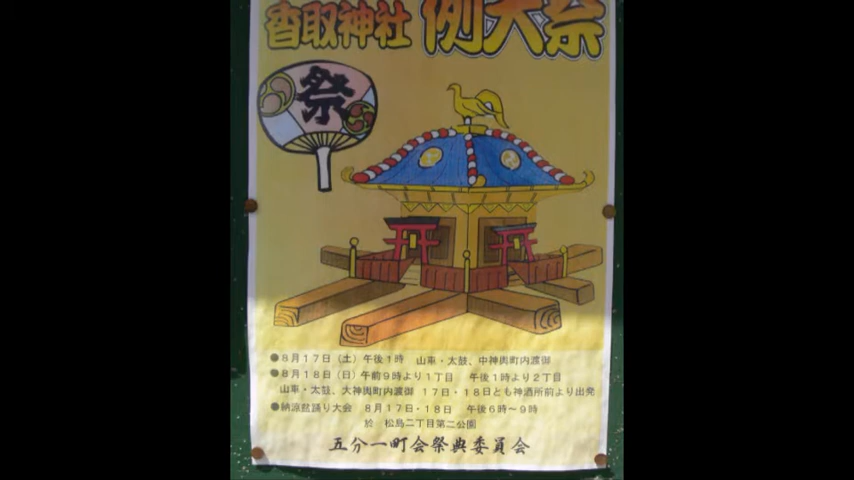 香取神社 例大祭
祭
●8月17日（土）午後1時　山車・太鼓、中神輿町内渡御
●8月18日（日）午前9時より1丁目　午後1時より2丁目
山車・太鼓、大神輿町内渡御　17日・18日とも神酒所前より出発
●納涼盆踊り大会　8月17日・18日　午後6時～9時
於　松島二丁目第二公園
五分一町会祭典委員会